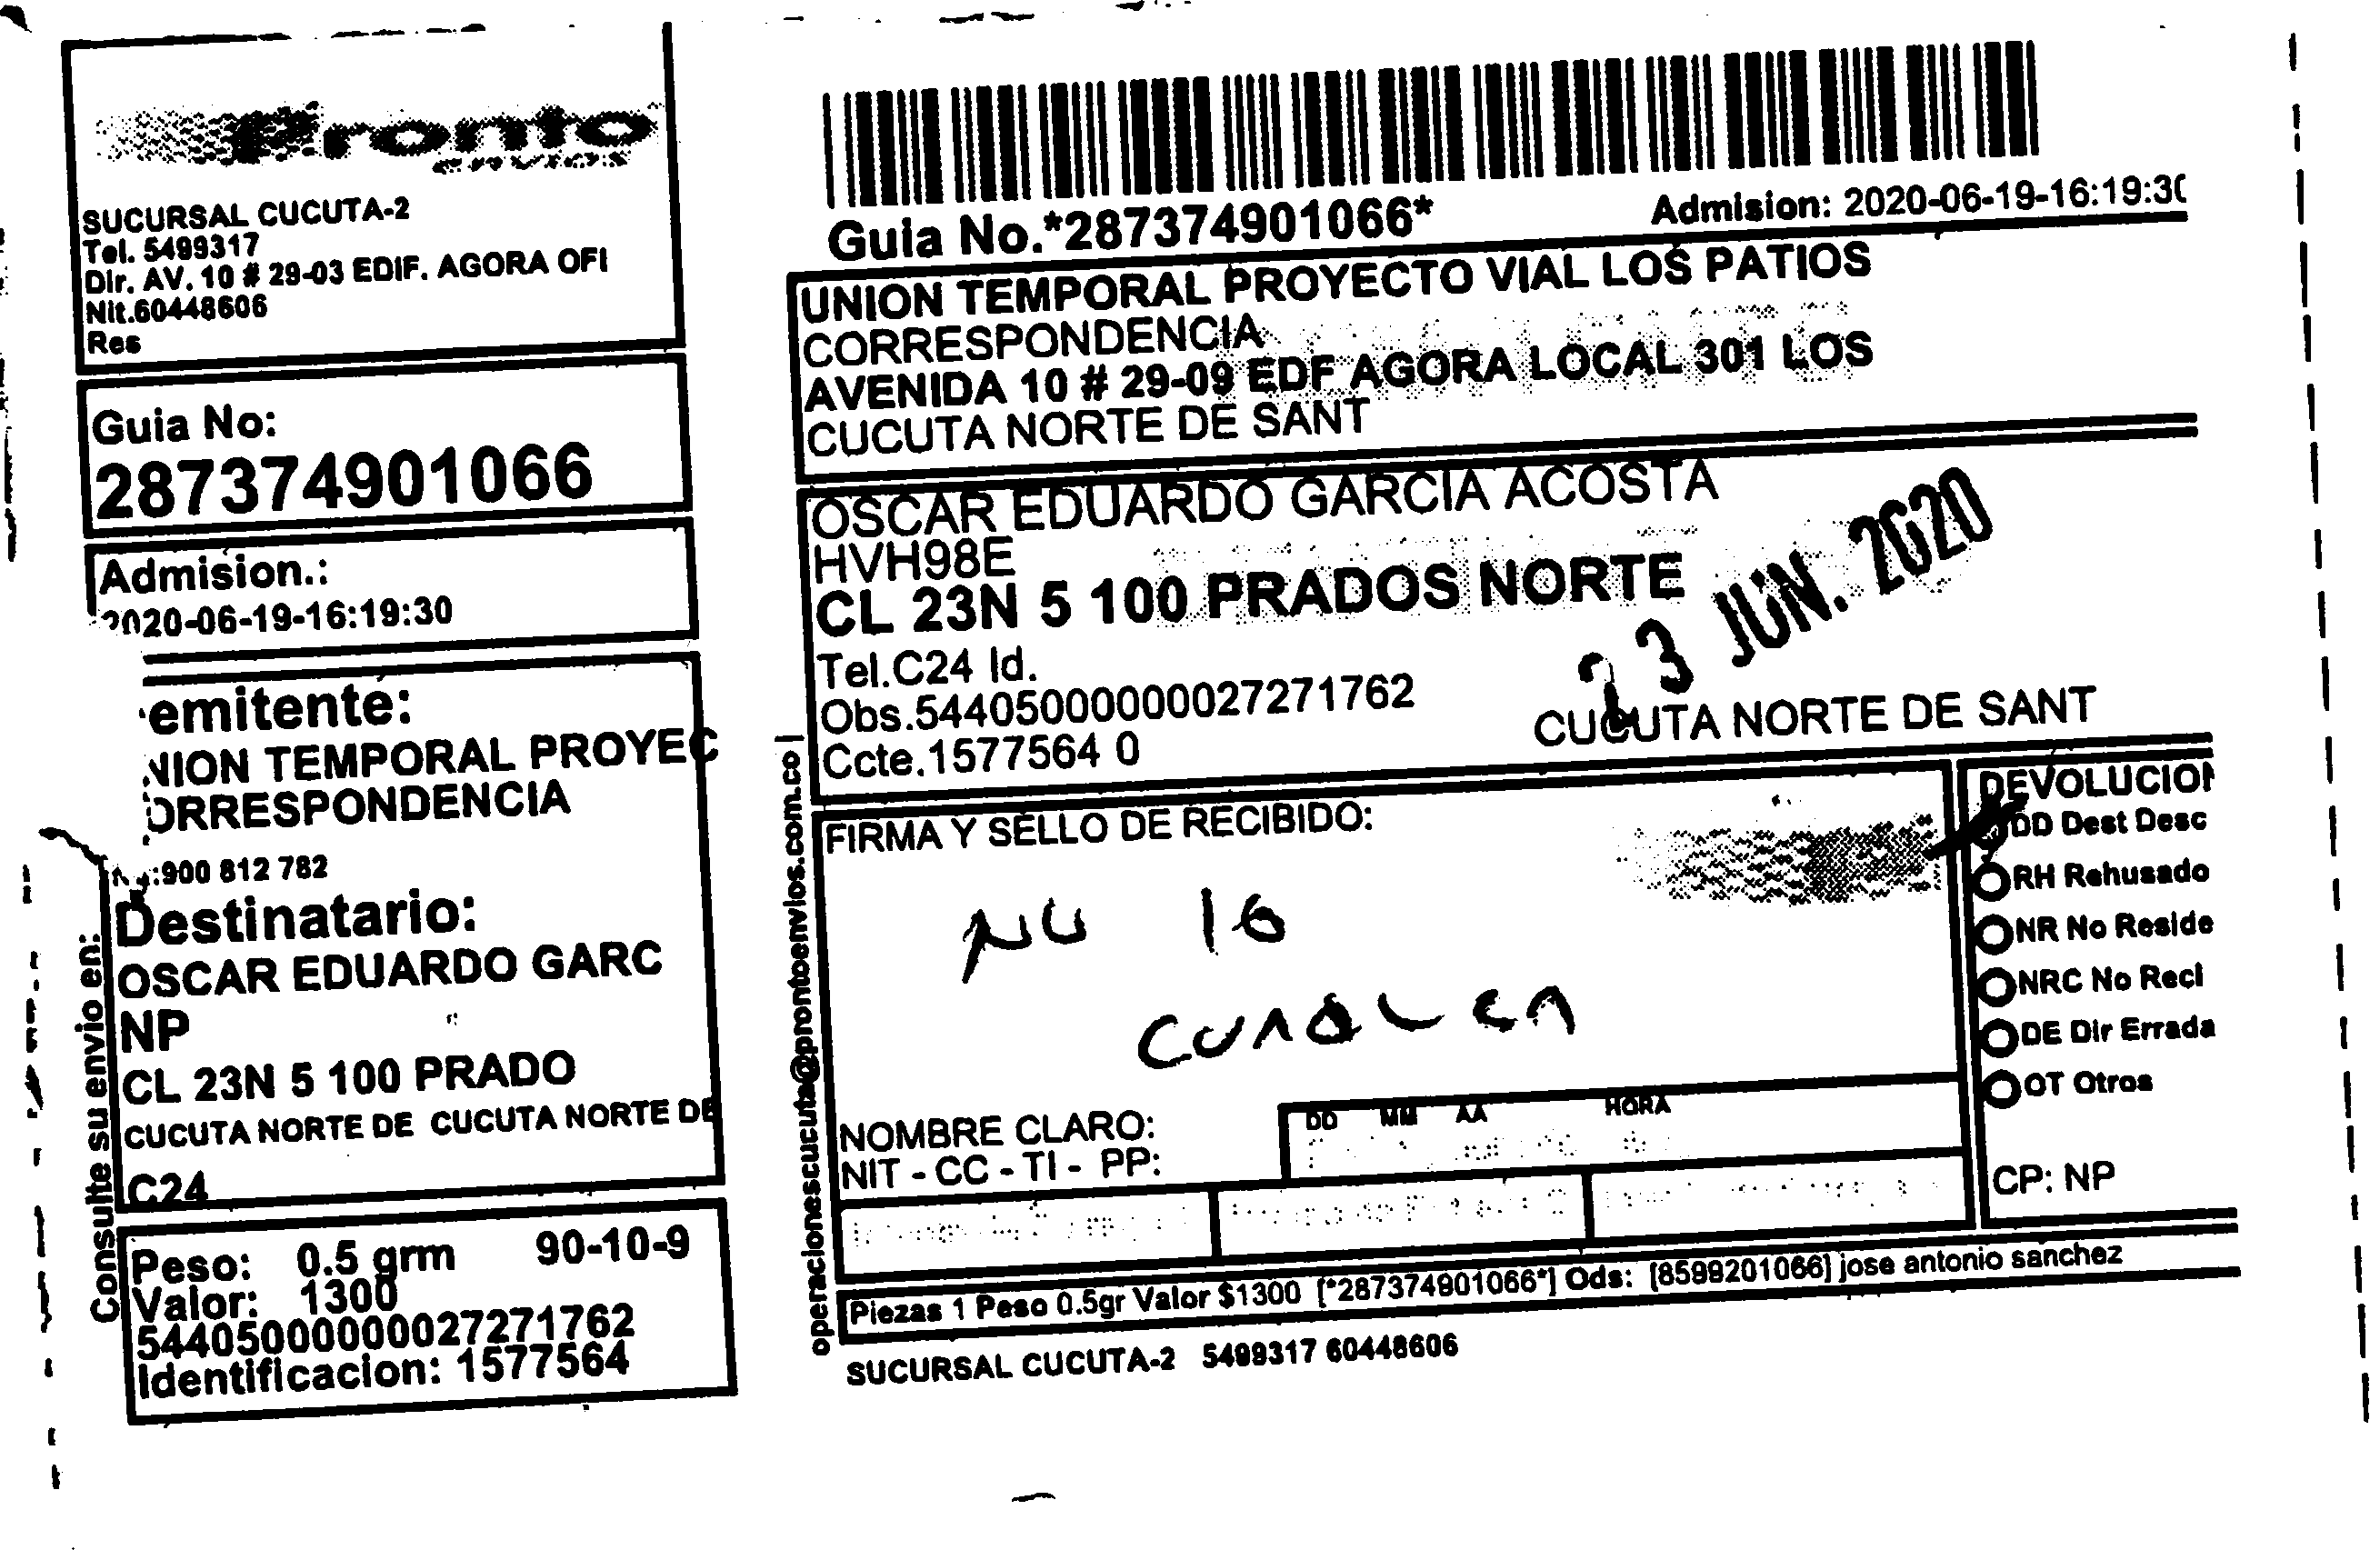 Pronto
envios
SUCURSAL CUCUTA-2
Tel. 5499317
Dir. AV. 10 # 29-03 EDIF. AGORA OFI
Nit.60448606
Res
Guia No:
287374901066
Admision.:
2020-06-19-16:19:30
emitente:
NION TEMPORAL PROYEC
ORRESPONDENCIA
:900 812 782
Destinatario:
OSCAR EDUARDO GARC
NP
CL 23N 5 100 PRADO
CUCUTA NORTE DE CUCUTA NORTE DE
C24
Peso: 0.5 grm 90-10-9
Valor: 1300
54405000000027271762
Identificacion: 1577564
Consulte su envio en:
operacionescucuta@prontoenvios.com.co |
Guia No.*287374901066*
Admision: 2020-06-19-16:19:30
UNION TEMPORAL PROYECTO VIAL LOS PATIOS
CORRESPONDENCIA
AVENIDA 10 # 29-09 EDF AGORA LOCAL 301 LOS
CUCUTA NORTE DE SANT
OSCAR EDUARDO GARCIA ACOSTA
HVH98E
CL 23N 5 100 PRADOS NORTE
23 JUN. 2020
Tel.C24 Id.
Obs.54405000000027271762
Ccte.1577564 0
CUCUTA NORTE DE SANT
FIRMA Y SELLO DE RECIBIDO:
16
NOMBRE CLARO:
NIT - CC - TI - PP:
DD MM AA HORA
DEVOLUCION
DD Dest Desc
RH Rehusado
NR No Reside
NRC No Recl
DE Dir Errada
OT Otros
CP: NP
Piezas 1 Peso 0.5gr Valor $1300 [*287374901066*] Ods: [8599201066] jose antonio sanchez
SUCURSAL CUCUTA-2 5499317 60448606